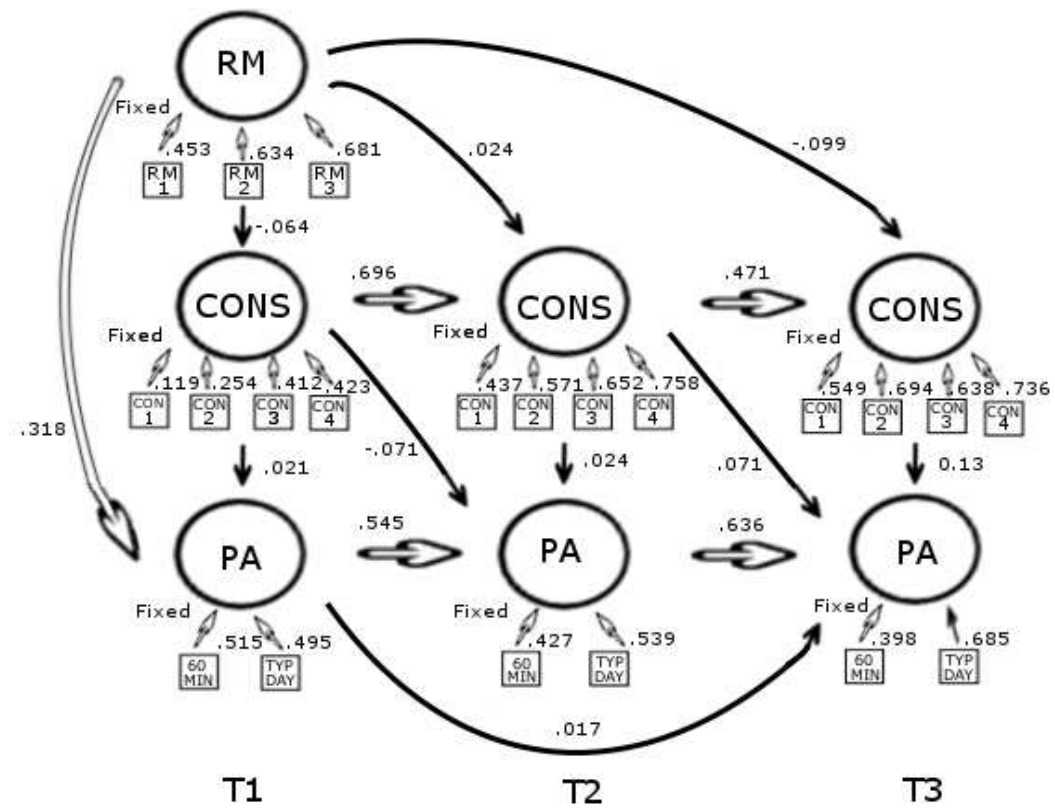 RM
Fixed
.453 .634 .681
RM 1 RM 2 RM 3
.024
-.099
-.064
.696
.471
CONS CONS CONS
Fixed Fixed Fixed
.119 .254 .412 .423
.437 .571 .652 .758
.549 .694 .638 .736
CON 1 CON 2 CON 3 CON 4
CON 1 CON 2 CON 3 CON 4
CON 1 CON 2 CON 3 CON 4
.318
.021
-.071
.024
.071
0.13
.545
.636
PA PA PA
Fixed Fixed Fixed
.515 .495
.427 .539
.398 .685
60 MIN TYP DAY
60 MIN TYP DAY
60 MIN TYP DAY
.017
T1 T2 T3